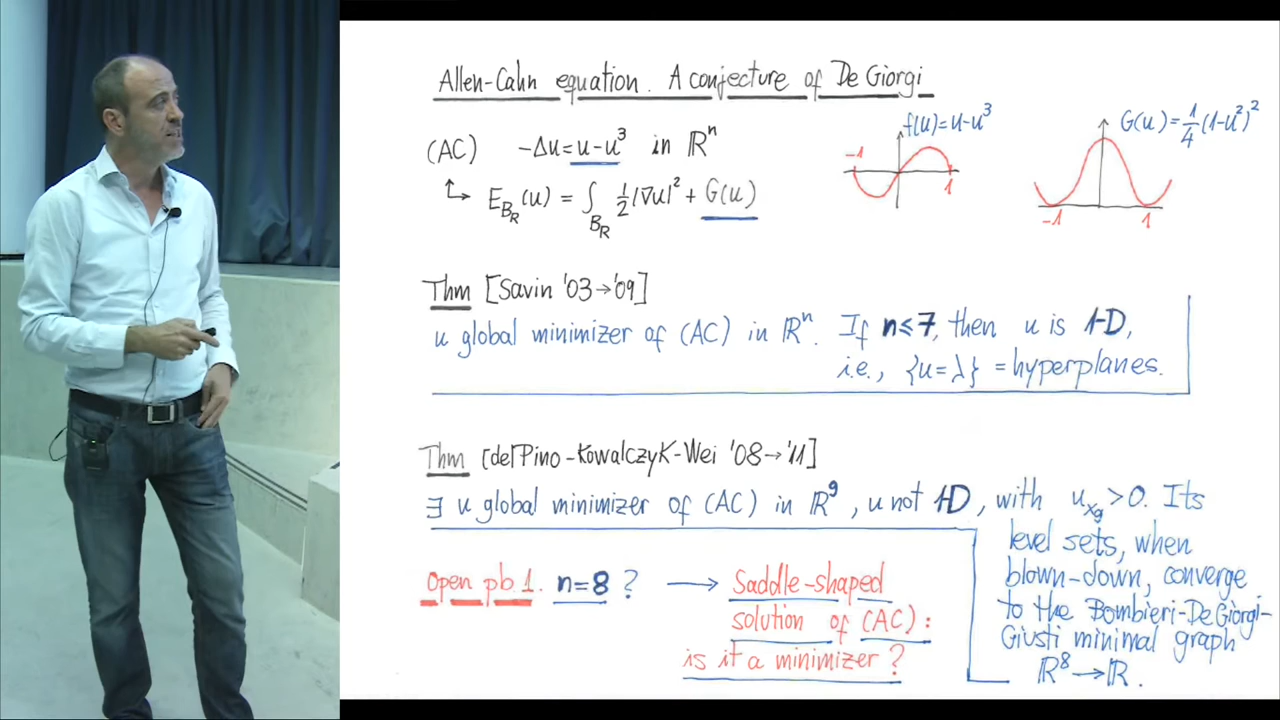 Allen-Cahn equation. A conjecture of De Giorgi
(AC) -Δu = u-u³ in ℝⁿ
E_{B_R}(u) = ∫_{B_R} ½|∇u|² + G(u)
f(u)=u-u³
-1
1
G(u)=¼(1-u²)²
-1 1
Thm [Savin '03→'09]
u global minimizer of (AC) in ℝⁿ. If n≤7, then u is 1-D,
i.e., {u=λ} = hyperplanes.
Thm [del Pino-Kowalczyk-Wei '08→'11]
∃ u global minimizer of (AC) in ℝ⁹, u not 1D, with u_{x₉}>0. Its
level sets, when
blown-down, converge
to the Bombieri-De Giorgi-
Giusti minimal graph
ℝ⁸→ℝ.
Open pb 1. n=8? → Saddle-shaped
solution of (AC):
is it a minimizer?